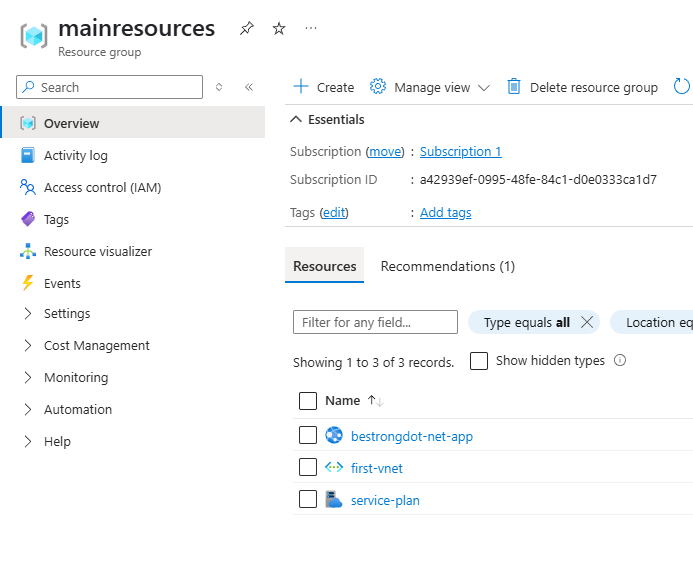 mainresources
Resource group
Search
Overview
Activity log
Access control (IAM)
Tags
Resource visualizer
Events
Settings
Cost Management
Monitoring
Automation
Help
Create Manage view Delete resource group
Essentials
Subscription (move) : Subscription 1
Subscription ID : a42939ef-0995-48fe-84c1-d0e0333ca1d7
Tags (edit) : Add tags
Resources Recommendations (1)
Filter for any field... Type equals all Location eq
Showing 1 to 3 of 3 records. Show hidden types
Name
bestrongdot-net-app
first-vnet
service-plan